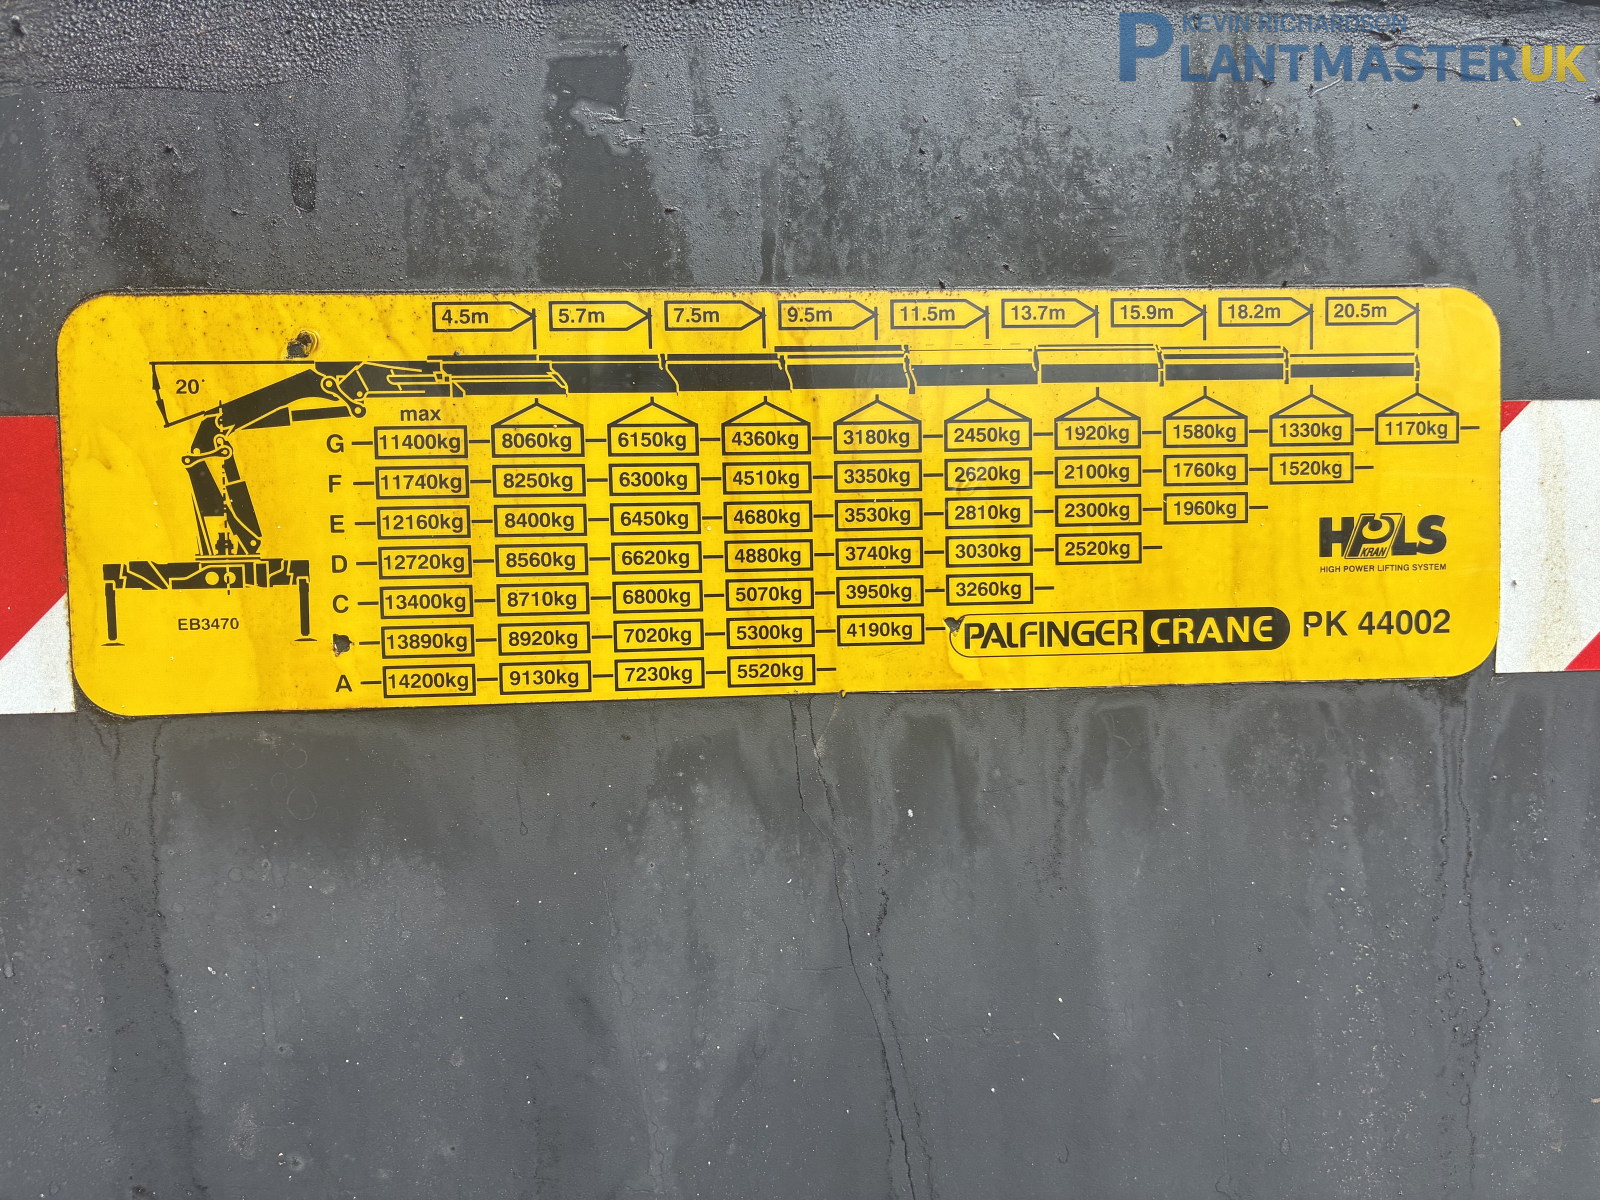 KEVIN RICHARDSON
PLANTMASTERUK
4.5m 5.7m 7.5m 9.5m 11.5m 13.7m 15.9m 18.2m 20.5m
20°
max
G 11400kg 8060kg 6150kg 4360kg 3180kg 2450kg 1920kg 1580kg 1330kg 1170kg
F 11740kg 8250kg 6300kg 4510kg 3350kg 2620kg 2100kg 1760kg 1520kg
E 12160kg 8400kg 6450kg 4680kg 3530kg 2810kg 2300kg 1960kg
D 12720kg 8560kg 6620kg 4880kg 3740kg 3030kg 2520kg
C 13400kg 8710kg 6800kg 5070kg 3950kg 3260kg
13890kg 8920kg 7020kg 5300kg 4190kg
A 14200kg 9130kg 7230kg 5520kg
EB3470
HPLS
KRAN
HIGH POWER LIFTING SYSTEM
PALFINGER CRANE PK 44002